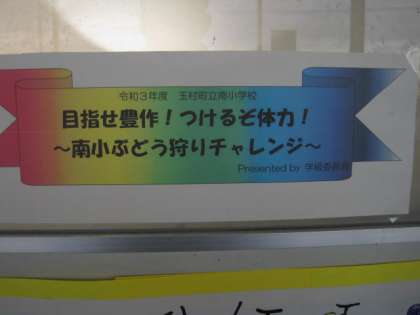 令和3年度 玉村町立南小学校
目指せ豊作！つけるぞ体力！
～南小ぶどう狩りチャレンジ～
Presented by 学級委員会